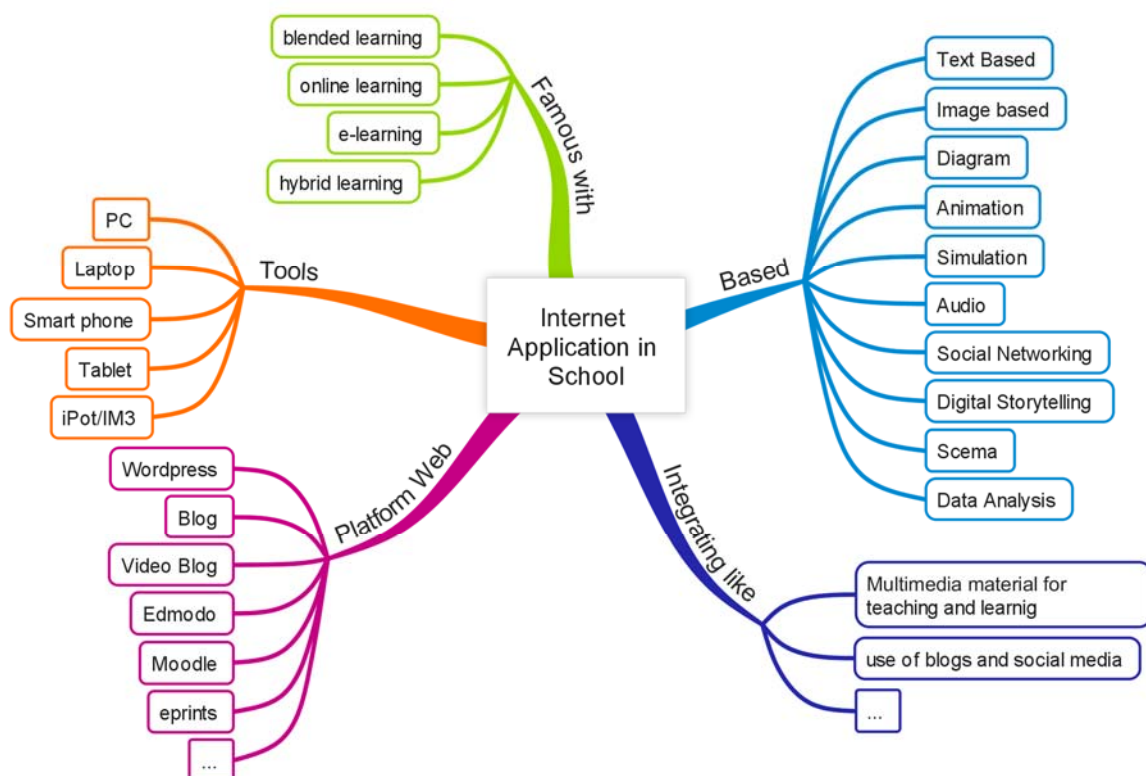 Internet
Application in
School
Famous with
blended learning
online learning
e-learning
hybrid learning
Based
Text Based
Image based
Diagram
Animation
Simulation
Audio
Social Networking
Digital Storytelling
Scema
Data Analysis
Integrating like
Multimedia material for
teaching and learnig
use of blogs and social media
...
Platform Web
Wordpress
Blog
Video Blog
Edmodo
Moodle
eprints
...
Tools
PC
Laptop
Smart phone
Tablet
iPot/IM3